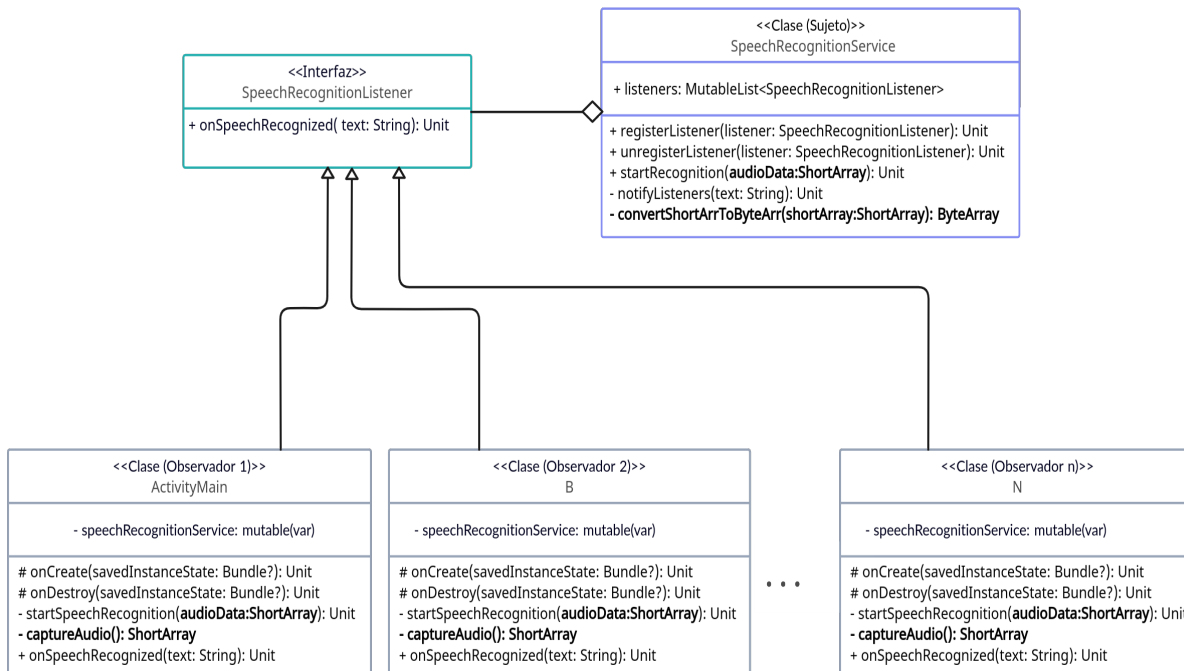 <<Interfaz>>
SpeechRecognitionListener
+ onSpeechRecognized( text: String): Unit
<<Clase (Sujeto)>>
SpeechRecognitionService
+ listeners: MutableList<SpeechRecognitionListener>
+ registerListener(listener: SpeechRecognitionListener): Unit
+ unregisterListener(listener: SpeechRecognitionListener): Unit
+ startRecognition(audioData:ShortArray): Unit
- notifyListeners(text: String): Unit
- convertShortArrToByteArr(shortArray:ShortArray): ByteArray
<<Clase (Observador 1)>>
ActivityMain
- speechRecognitionService: mutable(var)
# onCreate(savedInstanceState: Bundle?): Unit
# onDestroy(savedInstanceState: Bundle?): Unit
- startSpeechRecognition(audioData:ShortArray): Unit
- captureAudio(): ShortArray
+ onSpeechRecognized(text: String): Unit
<<Clase (Observador 2)>>
B
- speechRecognitionService: mutable(var)
# onCreate(savedInstanceState: Bundle?): Unit
# onDestroy(savedInstanceState: Bundle?): Unit
- startSpeechRecognition(audioData:ShortArray): Unit
- captureAudio(): ShortArray
+ onSpeechRecognized(text: String): Unit
...
<<Clase (Observador n)>>
N
- speechRecognitionService: mutable(var)
# onCreate(savedInstanceState: Bundle?): Unit
# onDestroy(savedInstanceState: Bundle?): Unit
- startSpeechRecognition(audioData:ShortArray): Unit
- captureAudio(): ShortArray
+ onSpeechRecognized(text: String): Unit